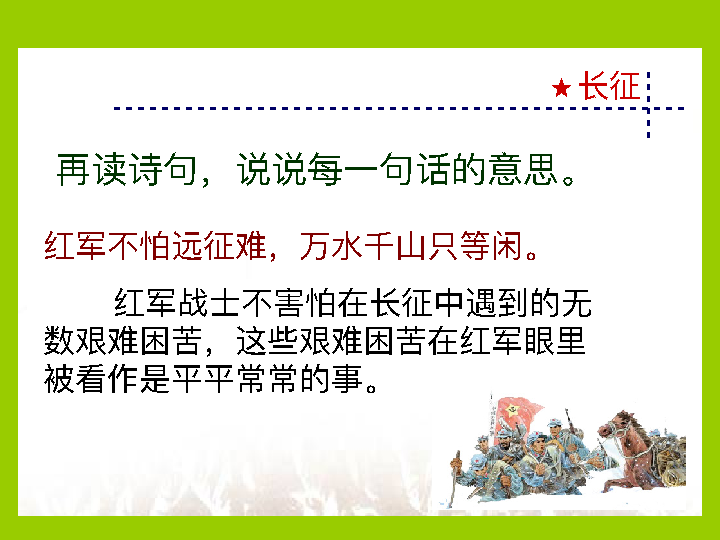 ★长征
再读诗句，说说每一句话的意思。
红军不怕远征难，万水千山只等闲。
红军战士不害怕在长征中遇到的无
数艰难困苦，这些艰难困苦在红军眼里
被看作是平平常常的事。